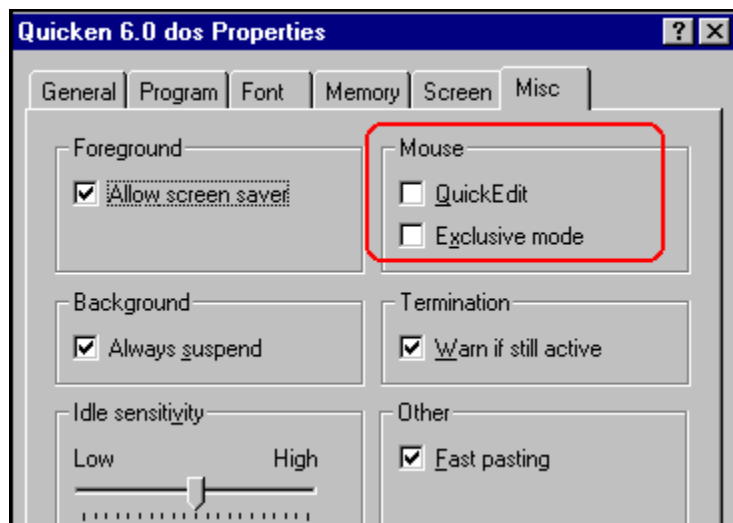 Quicken 6.0 dos Properties
General Program Font Memory Screen Misc
Foreground
Allow screen saver
Mouse
QuickEdit
Exclusive mode
Background
Always suspend
Termination
Warn if still active
Idle sensitivity
Low High
Other
Fast pasting